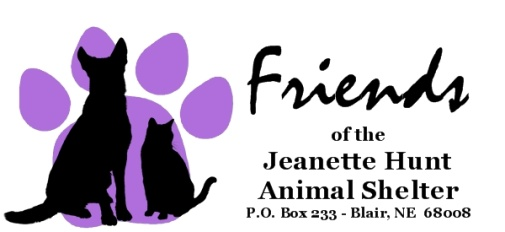 Friends
of the
Jeanette Hunt
Animal Shelter
P.O. Box 233 - Blair, NE 68008